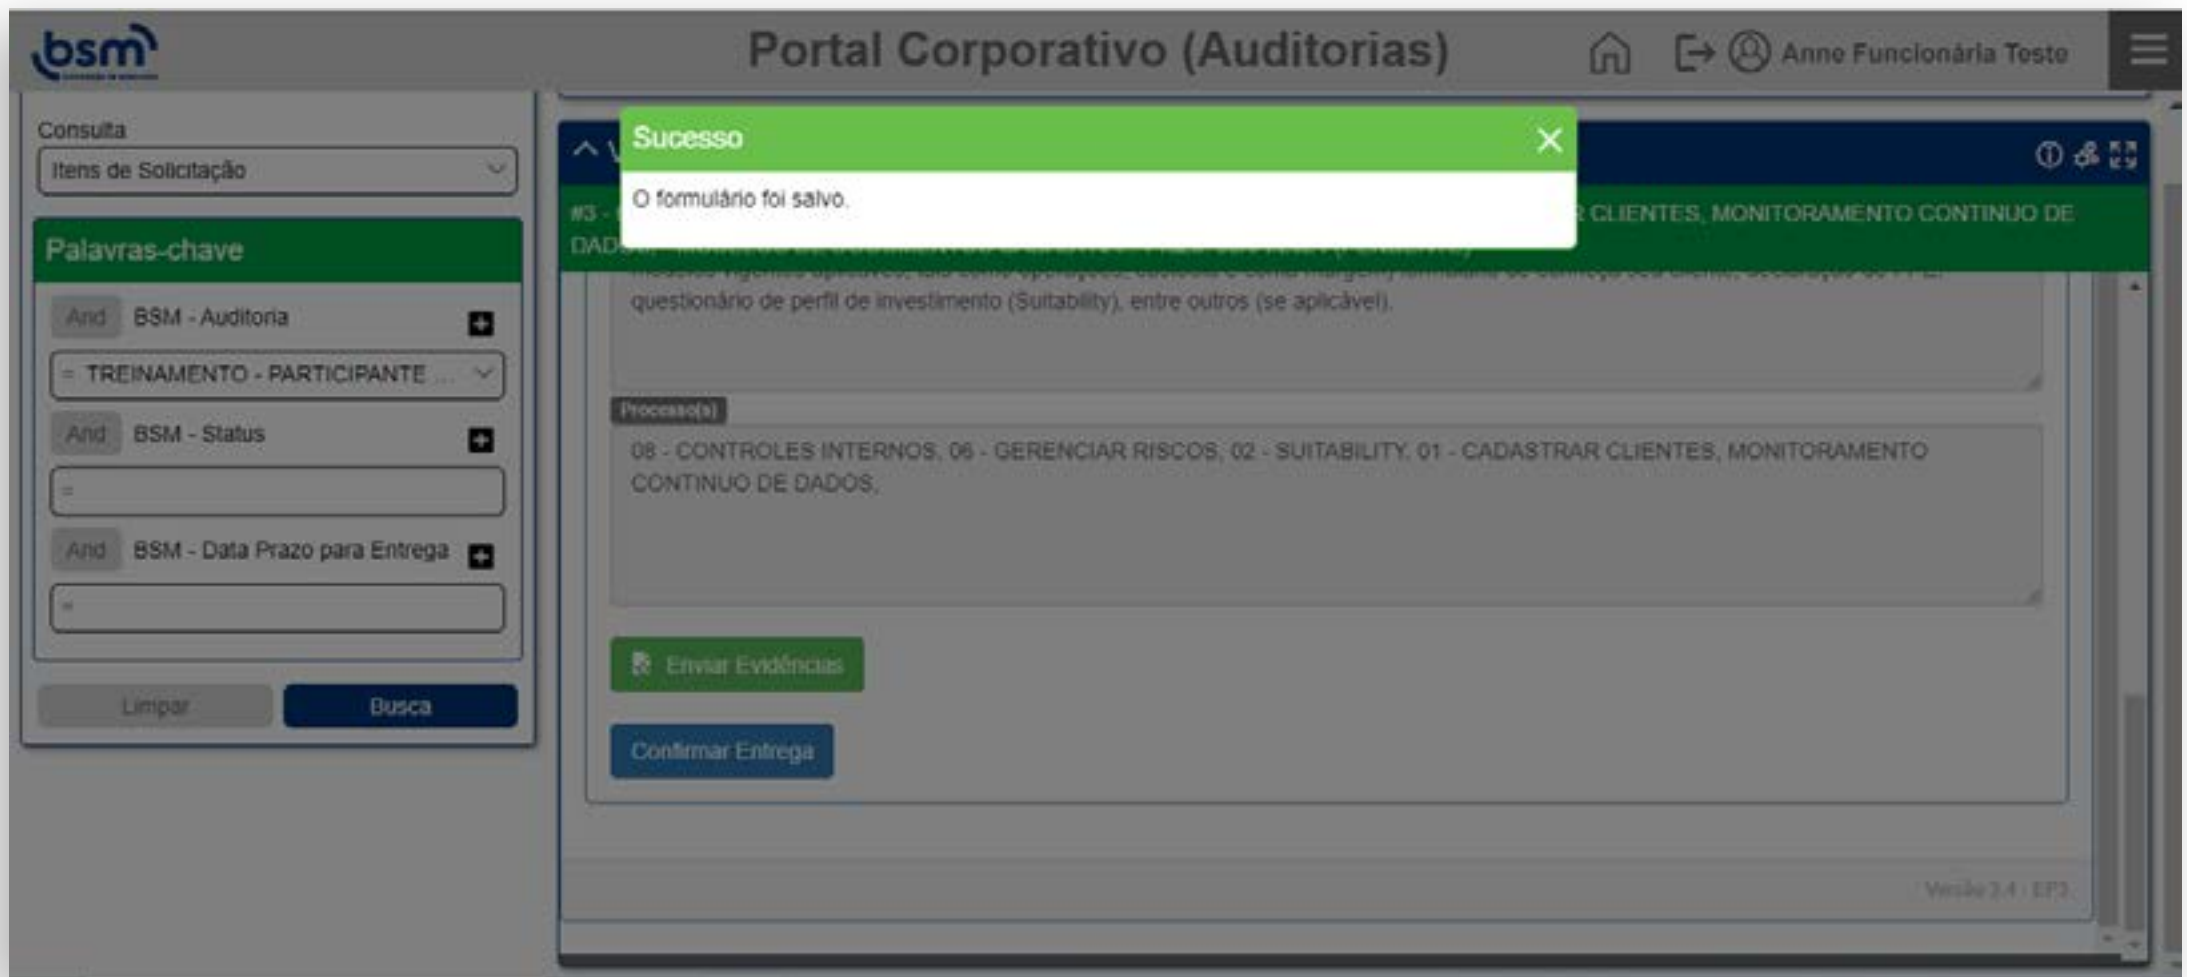 bsm
Portal Corporativo (Auditorias)
Anne Funcionária Teste
Consulta
Itens de Solicitação
Palavras-chave
And BSM - Auditoria
= TREINAMENTO - PARTICIPANTE ...
And BSM - Status
=
And BSM - Data Prazo para Entrega
=
Limpar
Busca
Sucesso
O formulário foi salvo.
#3 -
CLIENTES, MONITORAMENTO CONTINUO DE
questionário de perfil de investimento (Suitability), entre outros (se aplicável).
Processo(s)
08 - CONTROLES INTERNOS, 06 - GERENCIAR RISCOS, 02 - SUITABILITY, 01 - CADASTRAR CLIENTES, MONITORAMENTO
CONTINUO DE DADOS,
Enviar Evidências
Confirmar Entrega